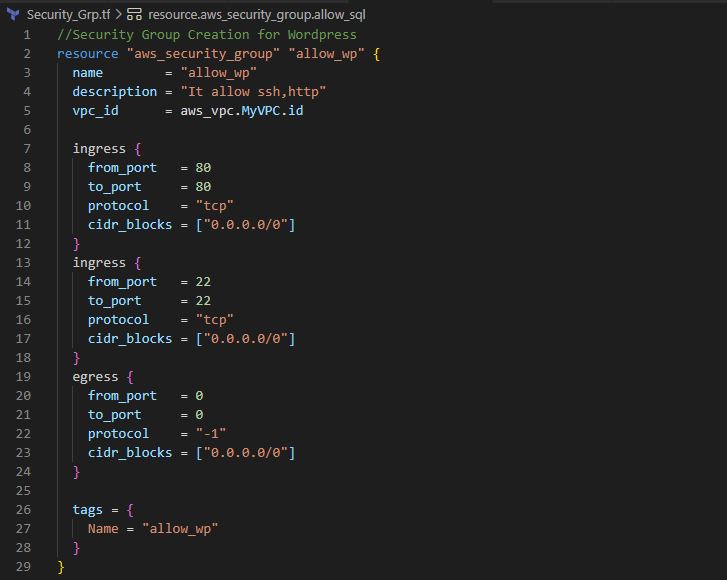 Security_Grp.tf > resource.aws_security_group.allow_sql
1 //Security Group Creation for Wordpress
2 resource "aws_security_group" "allow_wp" {
3   name        = "allow_wp"
4   description = "It allow ssh,http"
5   vpc_id      = aws_vpc.MyVPC.id
6
7   ingress {
8     from_port   = 80
9     to_port     = 80
10     protocol    = "tcp"
11     cidr_blocks = ["0.0.0.0/0"]
12   }
13   ingress {
14     from_port   = 22
15     to_port     = 22
16     protocol    = "tcp"
17     cidr_blocks = ["0.0.0.0/0"]
18   }
19   egress {
20     from_port   = 0
21     to_port     = 0
22     protocol    = "-1"
23     cidr_blocks = ["0.0.0.0/0"]
24   }
25
26   tags = {
27     Name = "allow_wp"
28   }
29 }